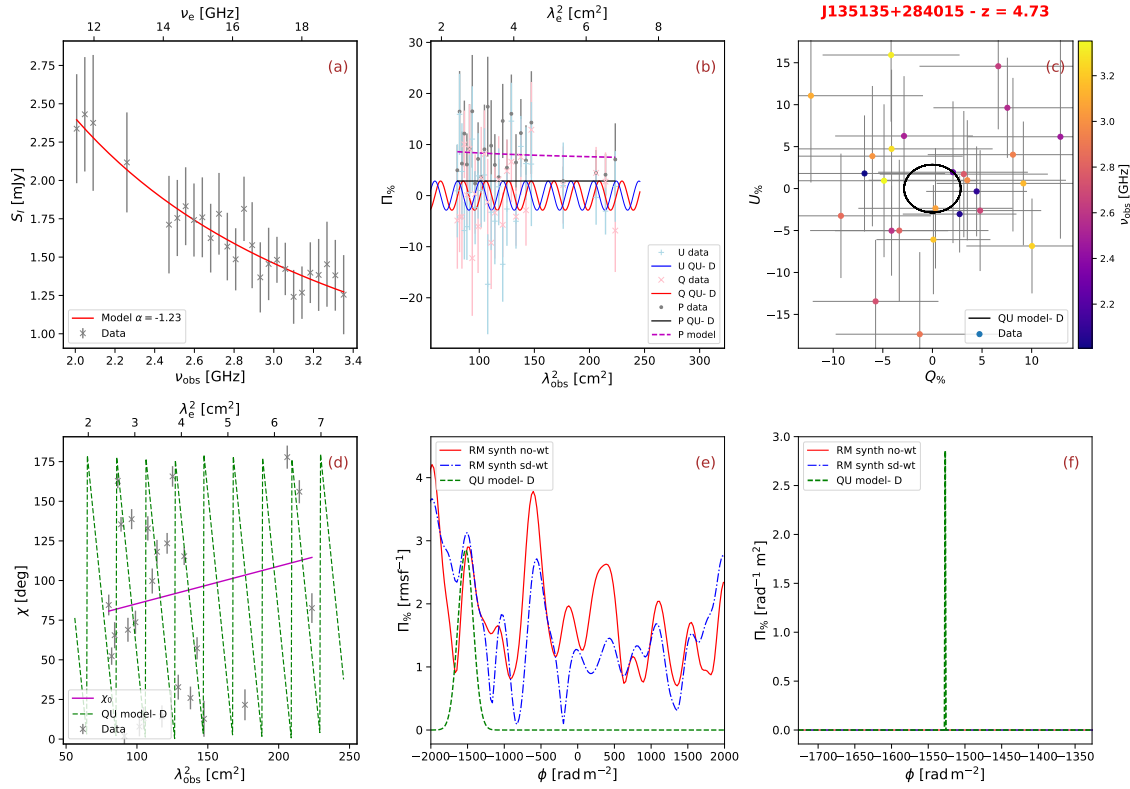 J135135+284015 - z = 4.73
ν_e [GHz]
12 14 16 18
(a)
S_I [mJy]
2.75
2.50
2.25
2.00
1.75
1.50
1.25
1.00
Model α = -1.23
Data
2.0 2.2 2.4 2.6 2.8 3.0 3.2 3.4
ν_obs [GHz]
λ_e^2 [cm^2]
2 4 6 8
(b)
Π_%
30
20
10
0
−10
−20
U data
U QU- D
Q data
Q QU- D
P data
P QU- D
P model
100 200 300
λ_obs^2 [cm^2]
(c)
U_%
15
10
5
0
−5
−10
−15
QU model- D
Data
−10 −5 0 5 10
Q_%
3.2
3.0
2.8
2.6
2.4
2.2
ν_obs [GHz]
λ_e^2 [cm^2]
2 3 4 5 6 7
(d)
χ [deg]
175
150
125
100
75
50
25
0
χ_0
QU model- D
Data
50 100 150 200 250
λ_obs^2 [cm^2]
(e)
Π_% [rmsf^−1]
4
3
2
1
0
RM synth no-wt
RM synth sd-wt
QU model- D
−2000 −1500 −1000 −500 0 500 1000 1500 2000
ϕ [rad m^−2]
(f)
Π_% [rad^−1 m^2]
3.0
2.5
2.0
1.5
1.0
0.5
0.0
RM synth no-wt
RM synth sd-wt
QU model- D
−1700 −1650 −1600 −1550 −1500 −1450 −1400 −1350
ϕ [rad m^−2]